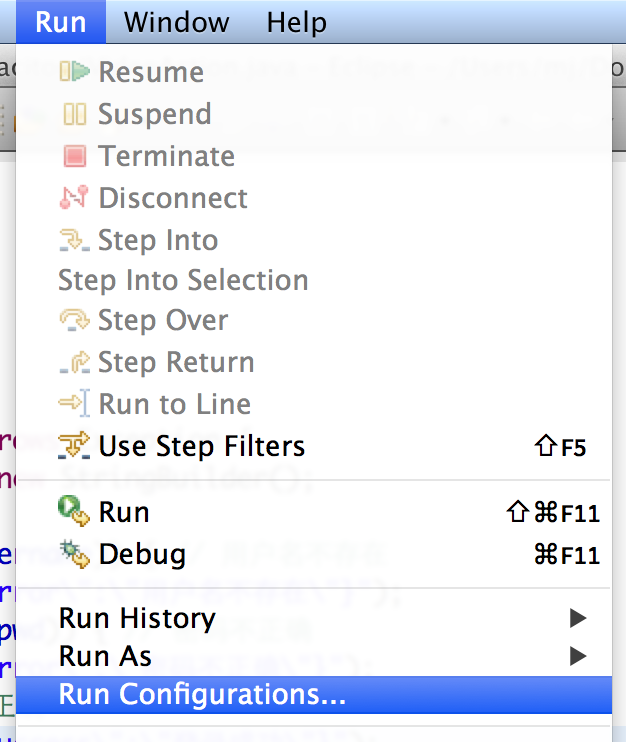 Run Window Help
Resume
Suspend
Terminate
Disconnect
Step Into
Step Into Selection
Step Over
Step Return
Run to Line
Use Step Filters ⇧F5
Run ⇧⌘F11
Debug ⌘F11
Run History ▶
Run As ▶
Run Configurations...